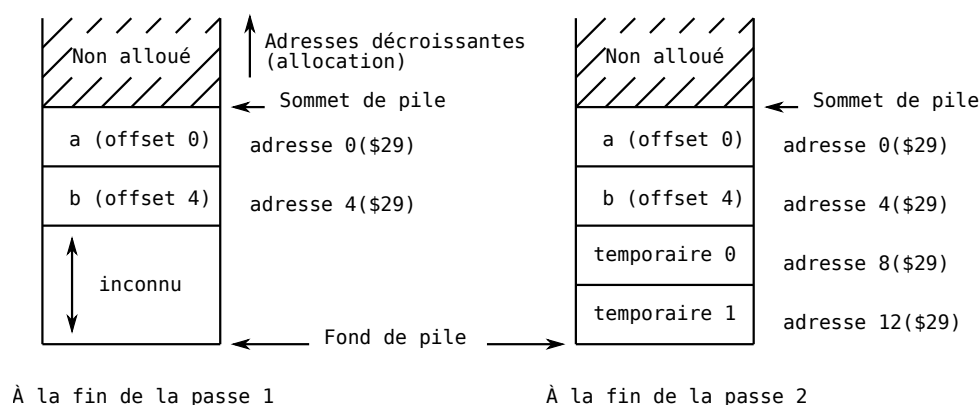 Non alloué
Adresses décroissantes
(allocation)
Sommet de pile
a (offset 0)
adresse 0($29)
b (offset 4)
adresse 4($29)
inconnu
Fond de pile
À la fin de la passe 1
Non alloué
Sommet de pile
a (offset 0)
adresse 0($29)
b (offset 4)
adresse 4($29)
temporaire 0
adresse 8($29)
temporaire 1
adresse 12($29)
À la fin de la passe 2